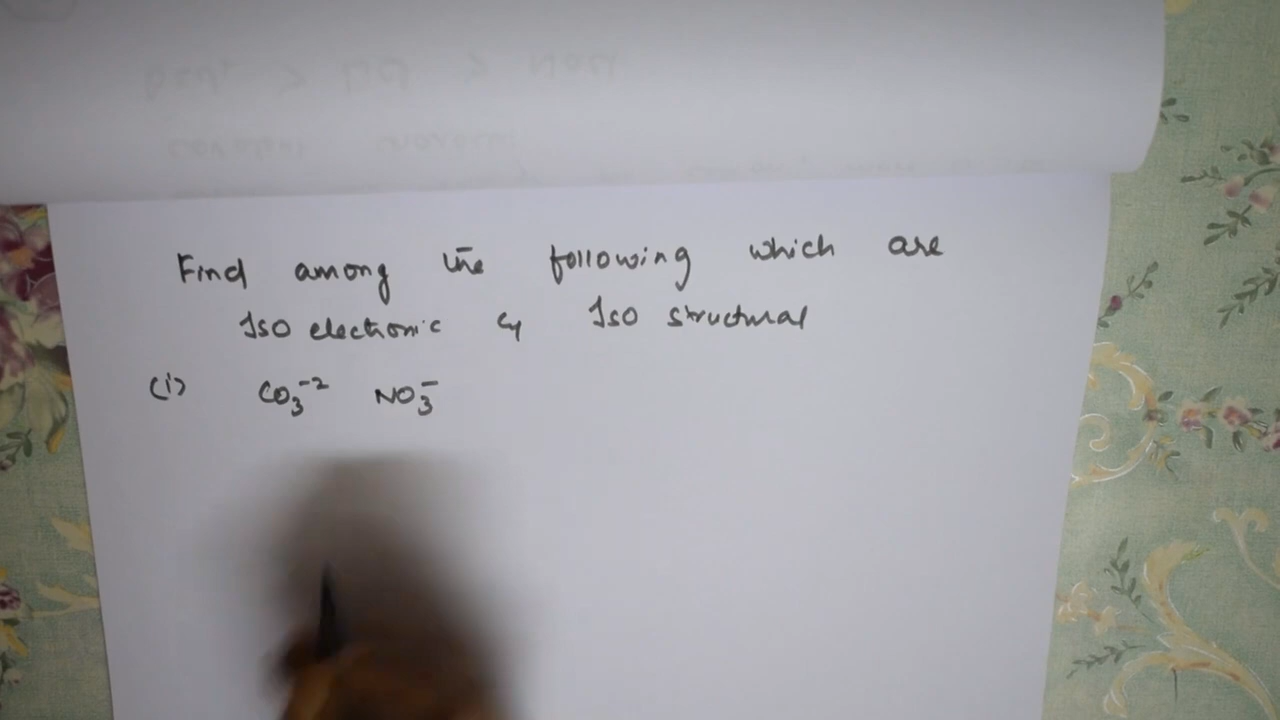 Find among the following which are
Iso electronic & Iso structural
(i) CO₃⁻² NO₃⁻